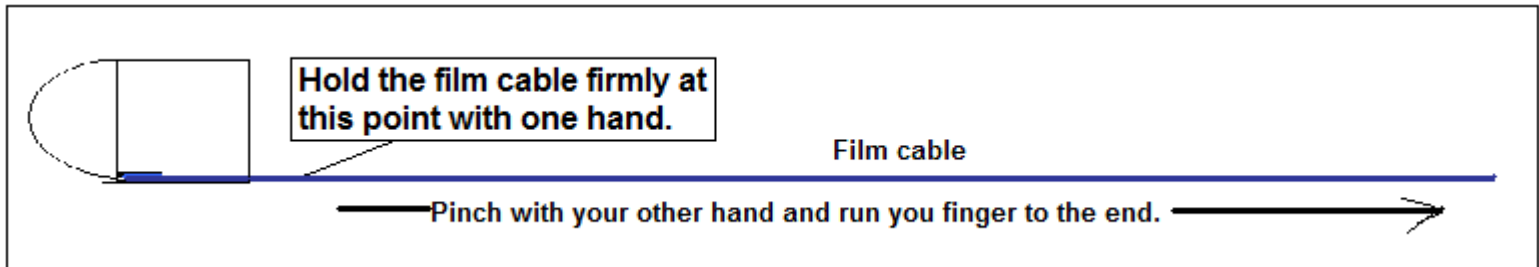 Hold the film cable firmly at
this point with one hand.
Film cable
Pinch with your other hand and run you finger to the end.